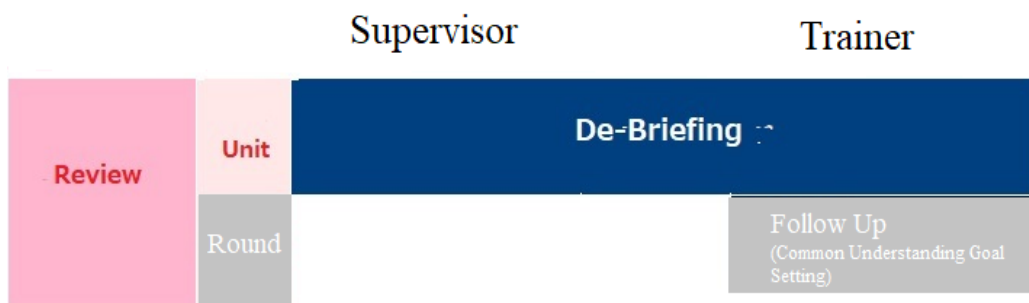 Supervisor
Trainer
De-Briefing
Unit
Review
Round
Follow Up
(Common Understanding Goal
Setting)